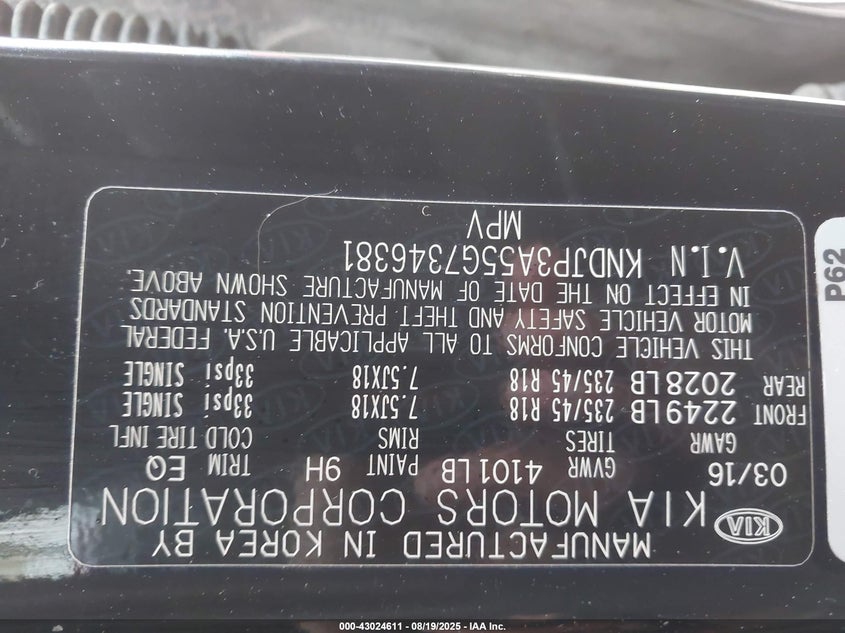 MANUFACTURED IN KOREA BY
KIA KIA MOTORS CORPORATION
03/16 GVWR 4101LB PAINT 9H TRIM EQ
GAWR TIRES RIMS COLD TIRE INFL
FRONT 2249LB 235/45 R18 7.5JX18 33psi SINGLE
REAR 2028LB 235/45 R18 7.5JX18 33psi SINGLE
THIS VEHICLE CONFORMS TO ALL APPLICABLE U.S.A. FEDERAL
MOTOR VEHICLE SAFETY AND THEFT PREVENTION STANDARDS
IN EFFECT ON THE DATE OF MANUFACTURE SHOWN ABOVE.
V.I.N KNDJP3A55G7346381
MPV
P62
000-43024611 - 08/19/2025 - IAA Inc.